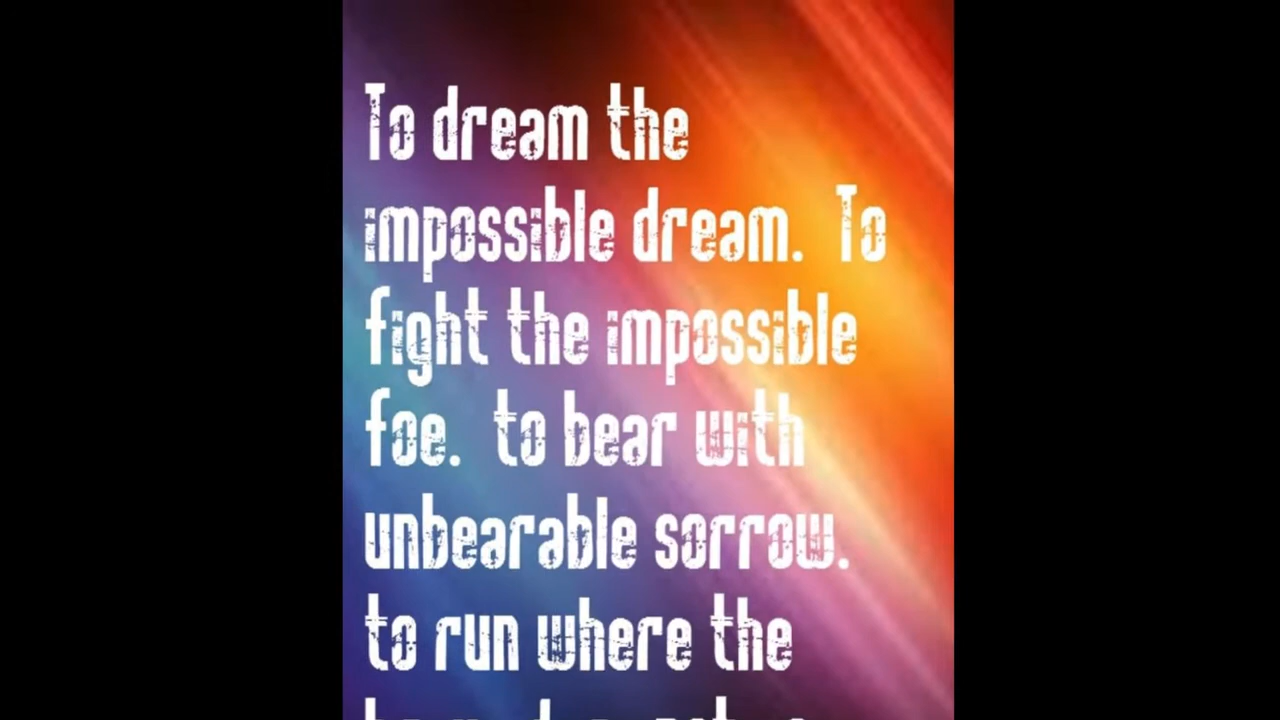 To dream the
impossible dream.  To
fight the impossible
foe.  to bear with
unbearable sorrow.
to run where the